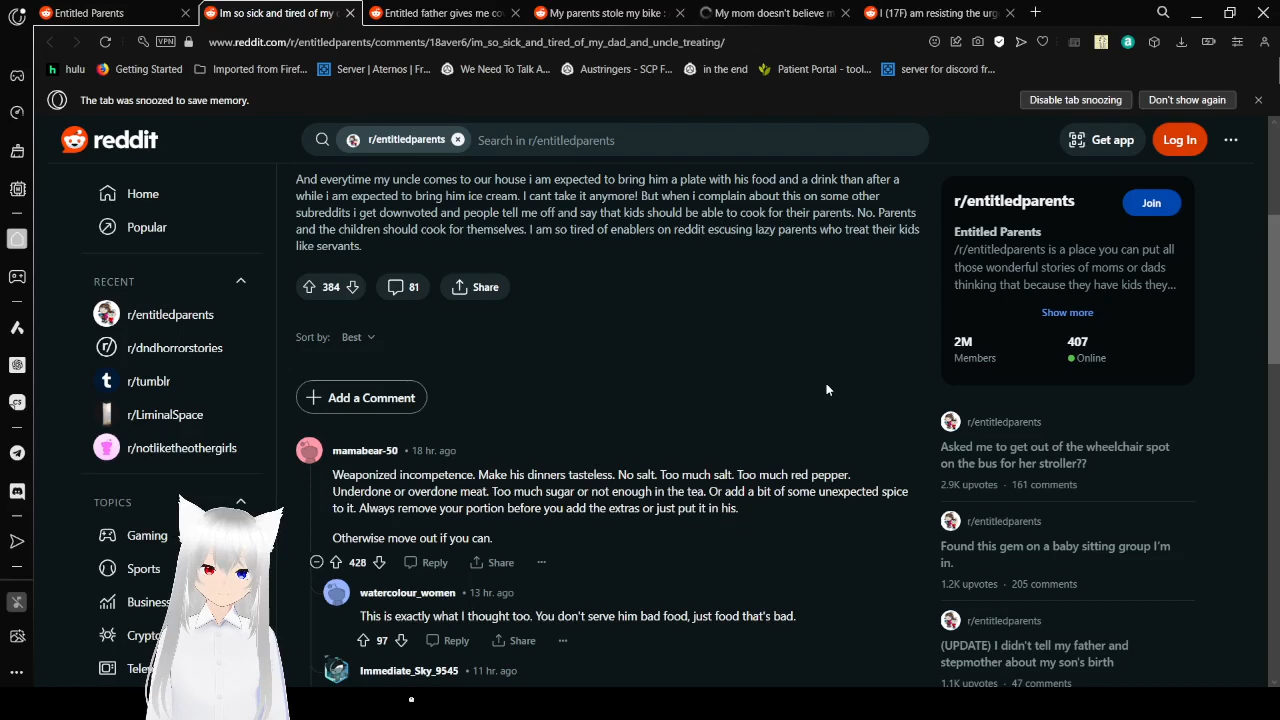 Entitled Parents
Im so sick and tired of my d
Entitled father gives me cov
My parents stole my bike :
My mom doesn't believe m
I (17F) am resisting the urg
VPN
www.reddit.com/r/entitledparents/comments/18aver6/im_so_sick_and_tired_of_my_dad_and_uncle_treating/
hulu
Getting Started
Imported from Firef...
Server | Aternos | Fr...
We Need To Talk A...
Austringers - SCP F...
in the end
Patient Portal - tool...
server for discord fr...
The tab was snoozed to save memory.
Disable tab snoozing
Don't show again
reddit
r/entitledparents
Search in r/entitledparents
Get app
Log In
Home
Popular
RECENT
r/entitledparents
r/dndhorrorstories
r/tumblr
r/LiminalSpace
r/notliketheothergirls
TOPICS
Gaming
Sports
Business
Crypto
Telev
And everytime my uncle comes to our house i am expected to bring him a plate with his food and a drink than after a
while i am expected to bring him ice cream. I cant take it anymore! But when i complain about this on some other
subreddits i get downvoted and people tell me off and say that kids should be able to cook for their parents. No. Parents
and the children should cook for themselves. I am so tired of enablers on reddit escusing lazy parents who treat their kids
like servants.
384
81
Share
Sort by: Best
Add a Comment
mamabear-50 • 18 hr. ago
Weaponized incompetence. Make his dinners tasteless. No salt. Too much salt. Too much red pepper.
Underdone or overdone meat. Too much sugar or not enough in the tea. Or add a bit of some unexpected spice
to it. Always remove your portion before you add the extras or just put it in his.
Otherwise move out if you can.
428
Reply
Share
watercolour_women • 13 hr. ago
This is exactly what I thought too. You don't serve him bad food, just food that's bad.
97
Reply
Share
Immediate_Sky_9545 • 11 hr. ago
r/entitledparents
Join
Entitled Parents
/r/entitledparents is a place you can put all
those wonderful stories of moms or dads
thinking that because they have kids they...
Show more
2M
Members
407
Online
r/entitledparents
Asked me to get out of the wheelchair spot
on the bus for her stroller??
2.9K upvotes • 161 comments
r/entitledparents
Found this gem on a baby sitting group I'm
in.
1.2K upvotes • 205 comments
r/entitledparents
(UPDATE) I didn't tell my father and
stepmother about my son's birth
1.1K upvotes • 47 comments